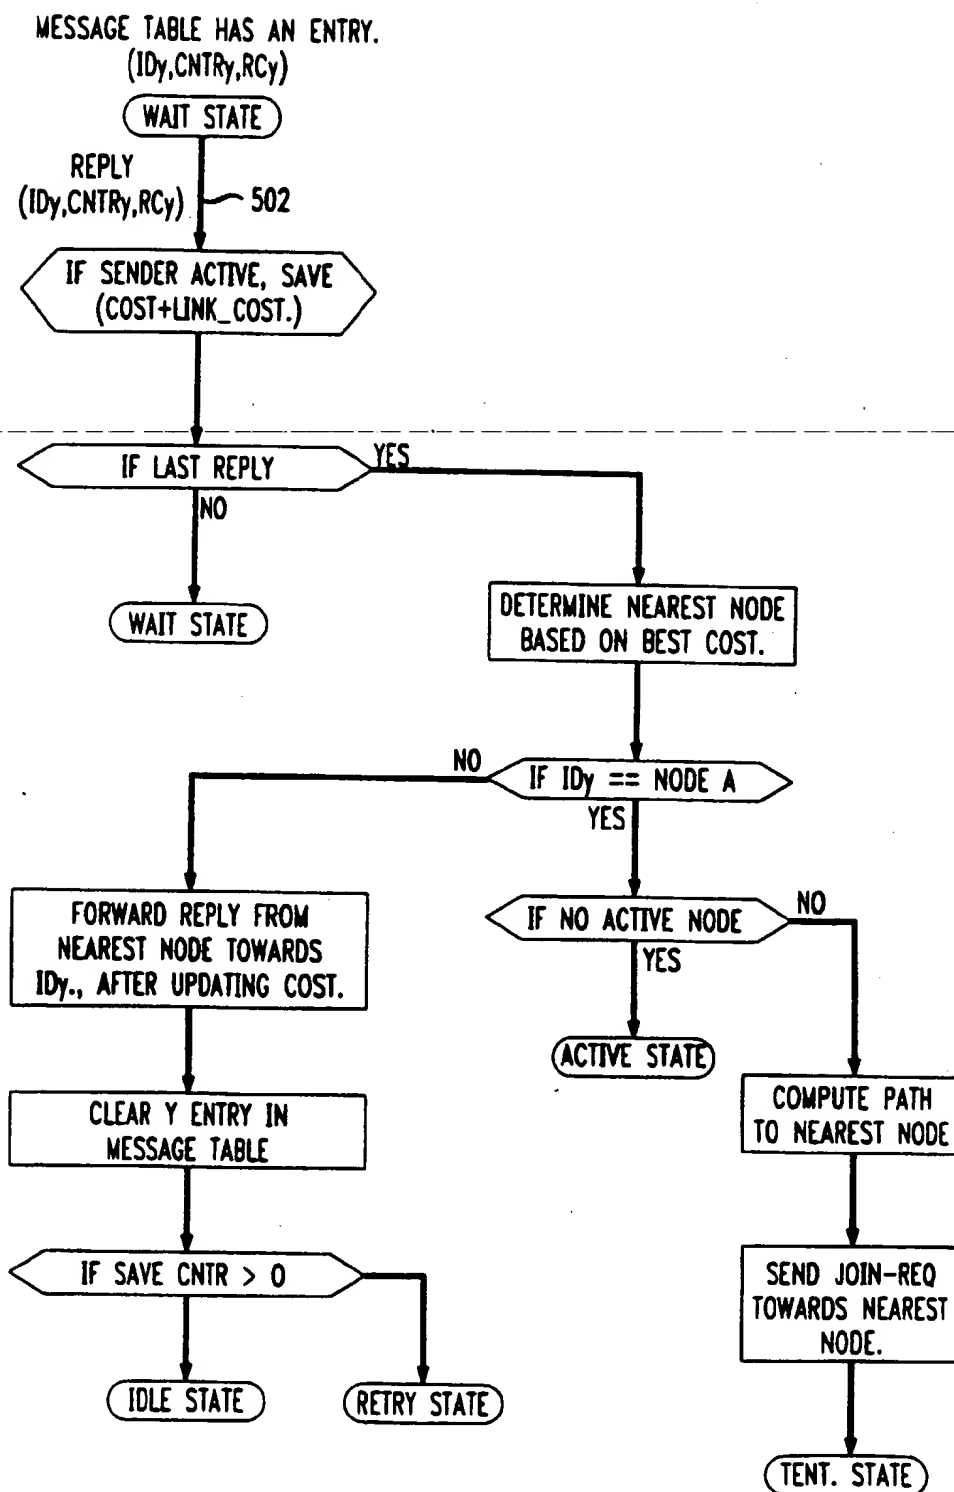 MESSAGE TABLE HAS AN ENTRY.
(IDy,CNTRy,RCy)
WAIT STATE
REPLY
(IDy,CNTRy,RCy)
502
IF SENDER ACTIVE, SAVE
(COST+LINK_COST.)
IF LAST REPLY
YES
NO
WAIT STATE
DETERMINE NEAREST NODE
BASED ON BEST COST.
IF IDy == NODE A
NO
YES
FORWARD REPLY FROM
NEAREST NODE TOWARDS
IDy., AFTER UPDATING COST.
IF NO ACTIVE NODE
NO
YES
ACTIVE STATE
CLEAR Y ENTRY IN
MESSAGE TABLE
COMPUTE PATH
TO NEAREST NODE
IF SAVE CNTR > 0
SEND JOIN-REQ
TOWARDS NEAREST
NODE.
IDLE STATE
RETRY STATE
TENT. STATE